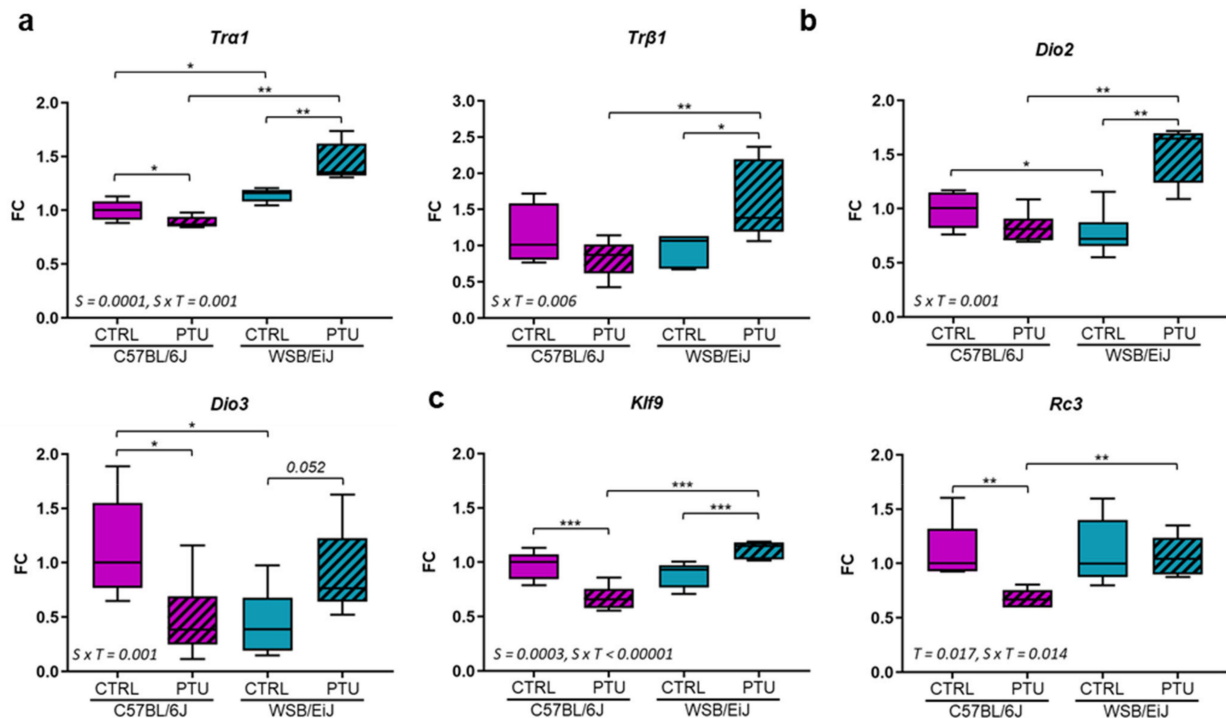 a
Trα1
*
**
**
*
FC
2.0
1.5
1.0
0.5
0.0
S = 0.0001, S x T = 0.001
CTRL PTU CTRL PTU
C57BL/6J WSB/EiJ
Trβ1
**
*
FC
3.0
2.5
2.0
1.5
1.0
0.5
0.0
S x T = 0.006
CTRL PTU CTRL PTU
C57BL/6J WSB/EiJ
b
Dio2
**
**
*
FC
2.0
1.5
1.0
0.5
0.0
S x T = 0.001
CTRL PTU CTRL PTU
C57BL/6J WSB/EiJ
Dio3
*
*
0.052
FC
2.0
1.5
1.0
0.5
0.0
S x T = 0.001
CTRL PTU CTRL PTU
C57BL/6J WSB/EiJ
c
Klf9
***
***
***
FC
2.0
1.5
1.0
0.5
0.0
S = 0.0003, S x T < 0.00001
CTRL PTU CTRL PTU
C57BL/6J WSB/EiJ
Rc3
**
**
FC
2.0
1.5
1.0
0.5
0.0
T = 0.017, S x T = 0.014
CTRL PTU CTRL PTU
C57BL/6J WSB/EiJ